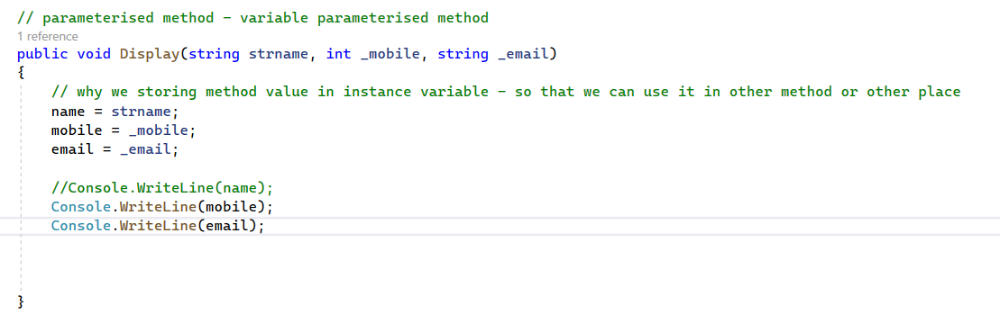 // parameterised method - variable parameterised method
1 reference
public void Display(string strname, int _mobile, string _email)
{
// why we storing method value in instance variable - so that we can use it in other method or other place
name = strname;
mobile = _mobile;
email = _email;
//Console.WriteLine(name);
Console.WriteLine(mobile);
Console.WriteLine(email);
}